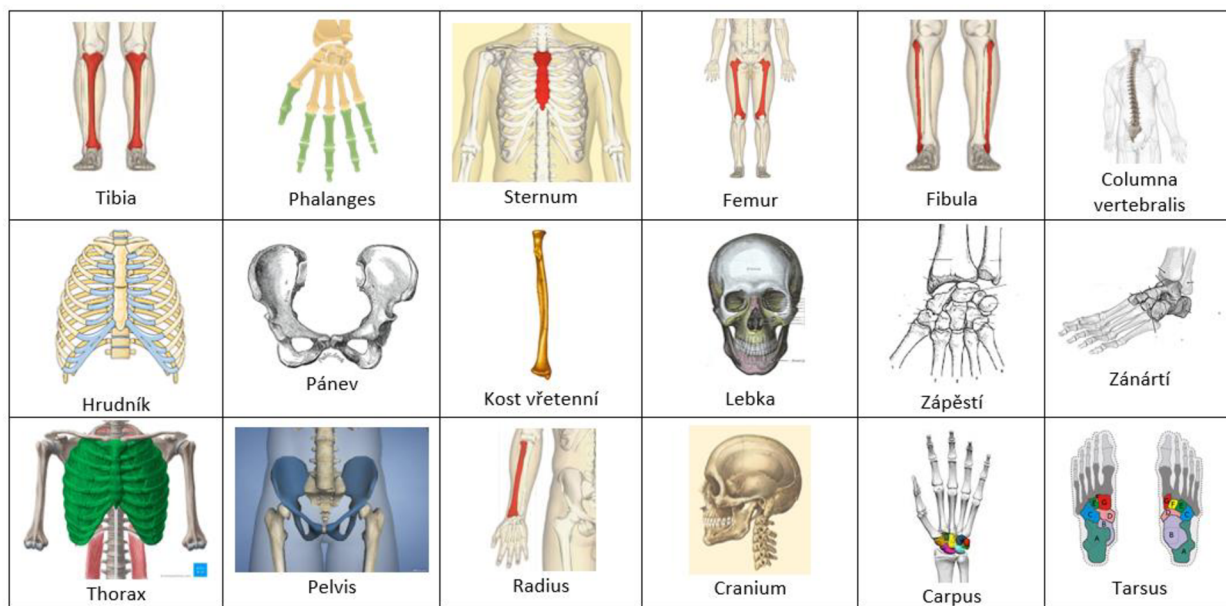 Tibia
Phalanges
Sternum
Femur
Fibula
Columna
vertebralis
Hrudník
Pánev
Kost vřetenní
Lebka
Zápěstí
Zánártí
Thorax
Pelvis
Radius
Cranium
Carpus
Tarsus